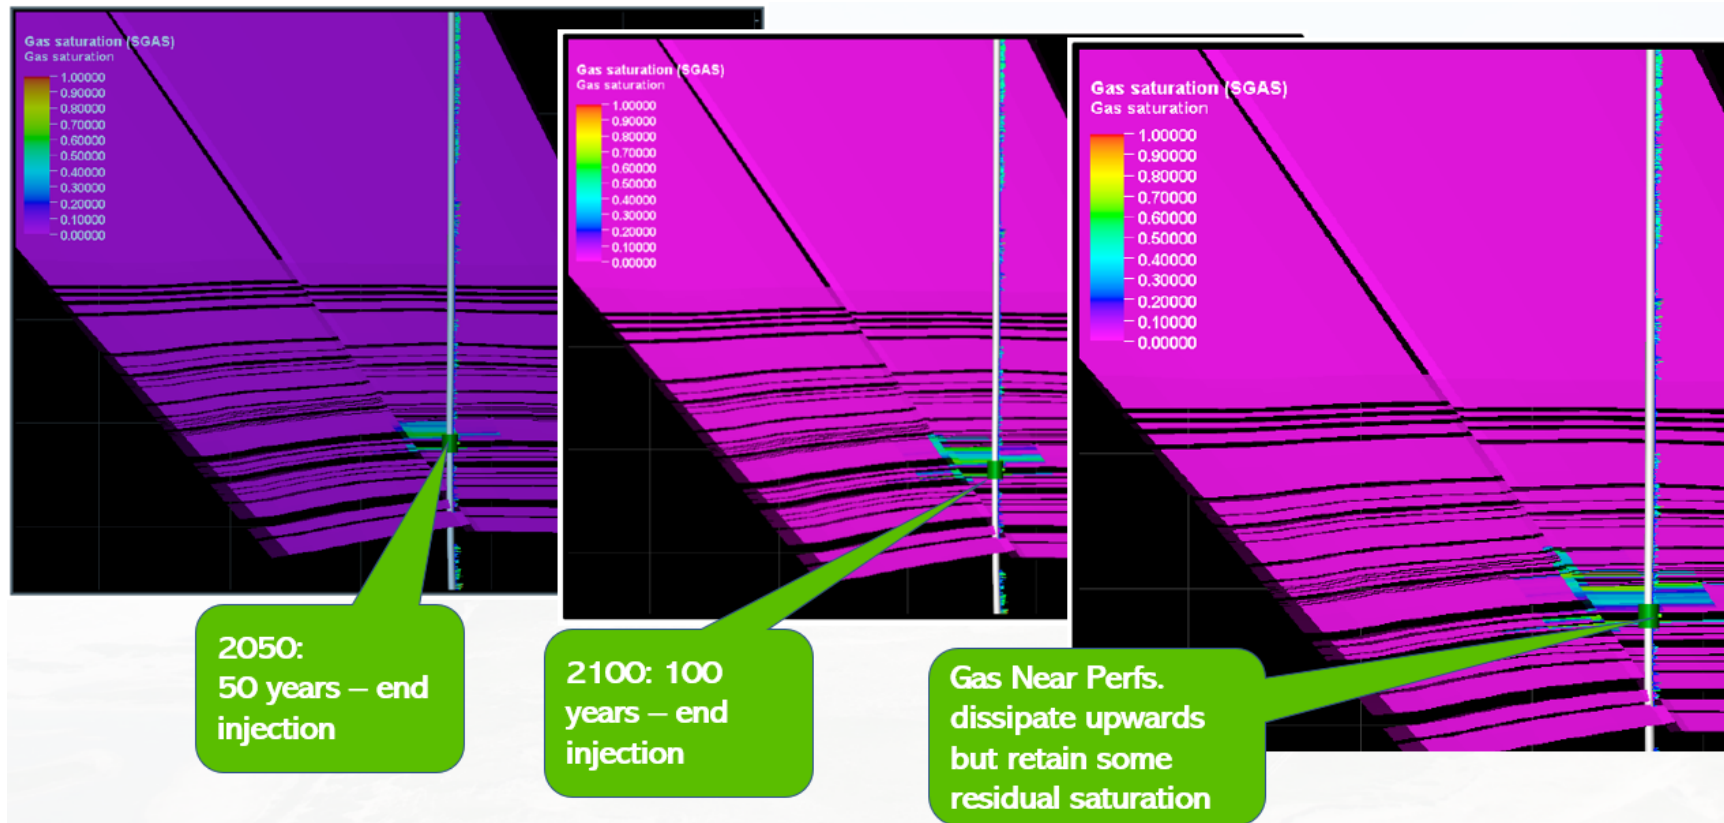 Gas saturation (SGAS)
Gas saturation
1.00000
0.90000
0.80000
0.70000
0.60000
0.50000
0.40000
0.30000
0.20000
0.10000
0.00000
Gas saturation (SGAS)
Gas saturation
1.00000
0.90000
0.80000
0.70000
0.60000
0.50000
0.40000
0.30000
0.20000
0.10000
0.00000
Gas saturation (SGAS)
Gas saturation
1.00000
0.90000
0.80000
0.70000
0.60000
0.50000
0.40000
0.30000
0.20000
0.10000
0.00000
2050:
50 years – end
injection
2100: 100
years – end
injection
Gas Near Perfs.
dissipate upwards
but retain some
residual saturation